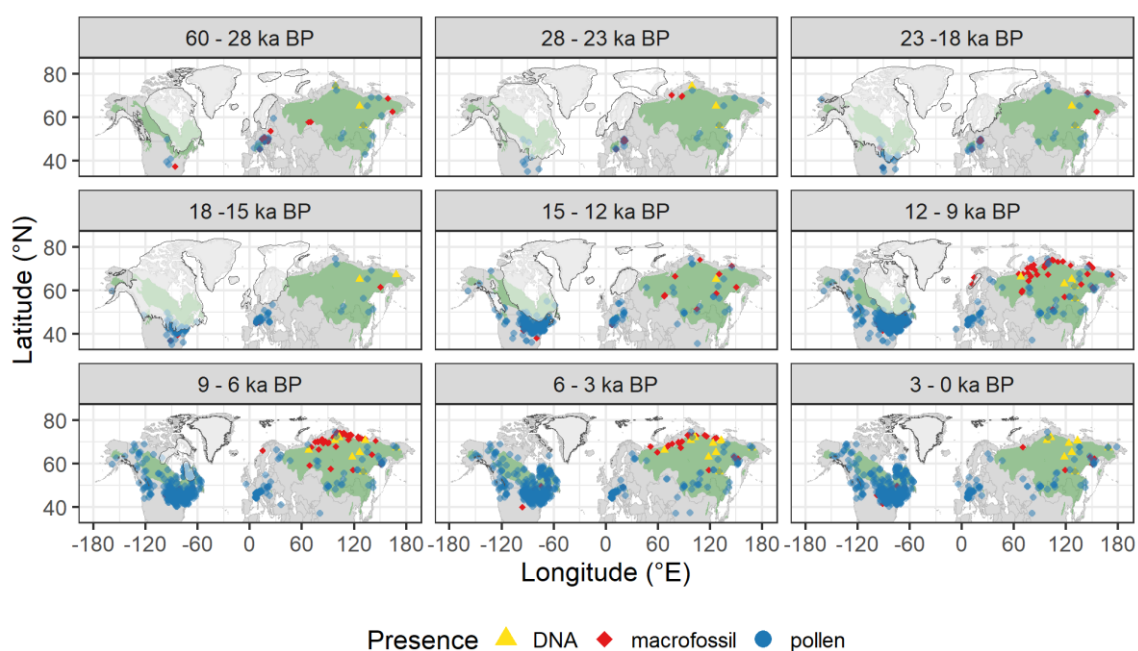 60 - 28 ka BP
28 - 23 ka BP
23 -18 ka BP
80
60
40
18 -15 ka BP
15 - 12 ka BP
12 - 9 ka BP
80
60
40
Latitude (°N)
9 - 6 ka BP
6 - 3 ka BP
3 - 0 ka BP
80
60
40
-180 -120 -60 0 60 120 180 -180 -120 -60 0 60 120 180 -180 -120 -60 0 60 120 180
Longitude (°E)
Presence DNA macrofossil pollen